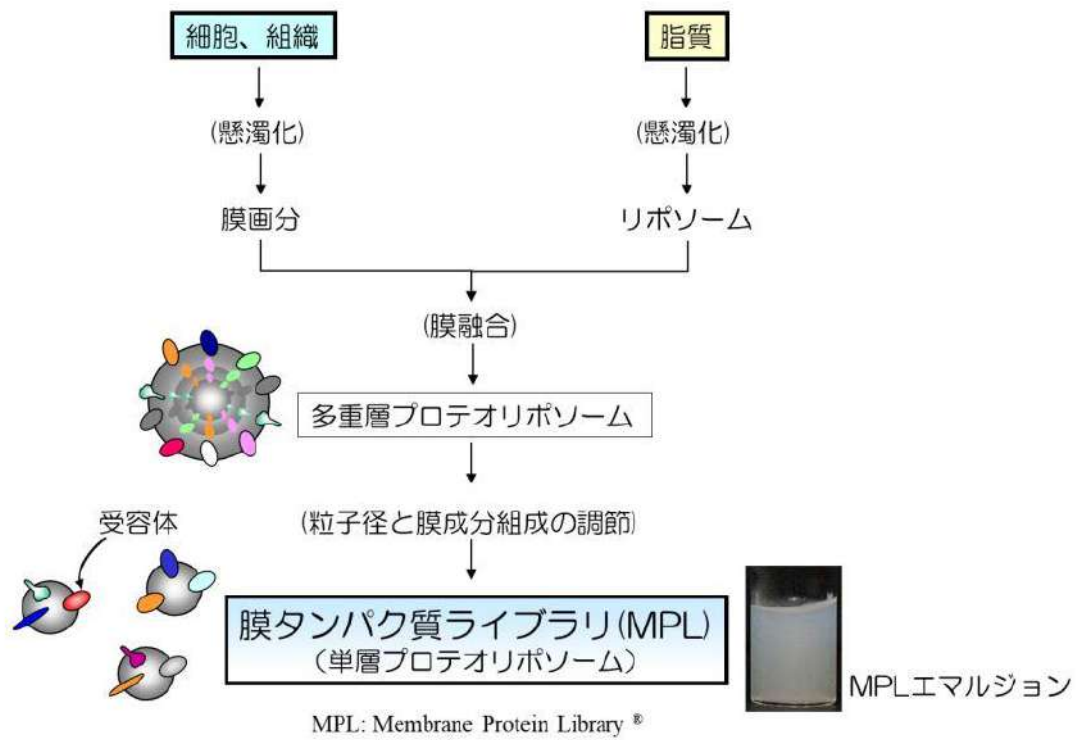 細胞、組織
脂質
(懸濁化)
(懸濁化)
膜画分
リポソーム
(膜融合)
多重層プロテオリポソーム
受容体
(粒子径と膜成分組成の調節)
膜タンパク質ライブラリ(MPL)
（単層プロテオリポソーム）
MPLエマルジョン
MPL: Membrane Protein Library ®